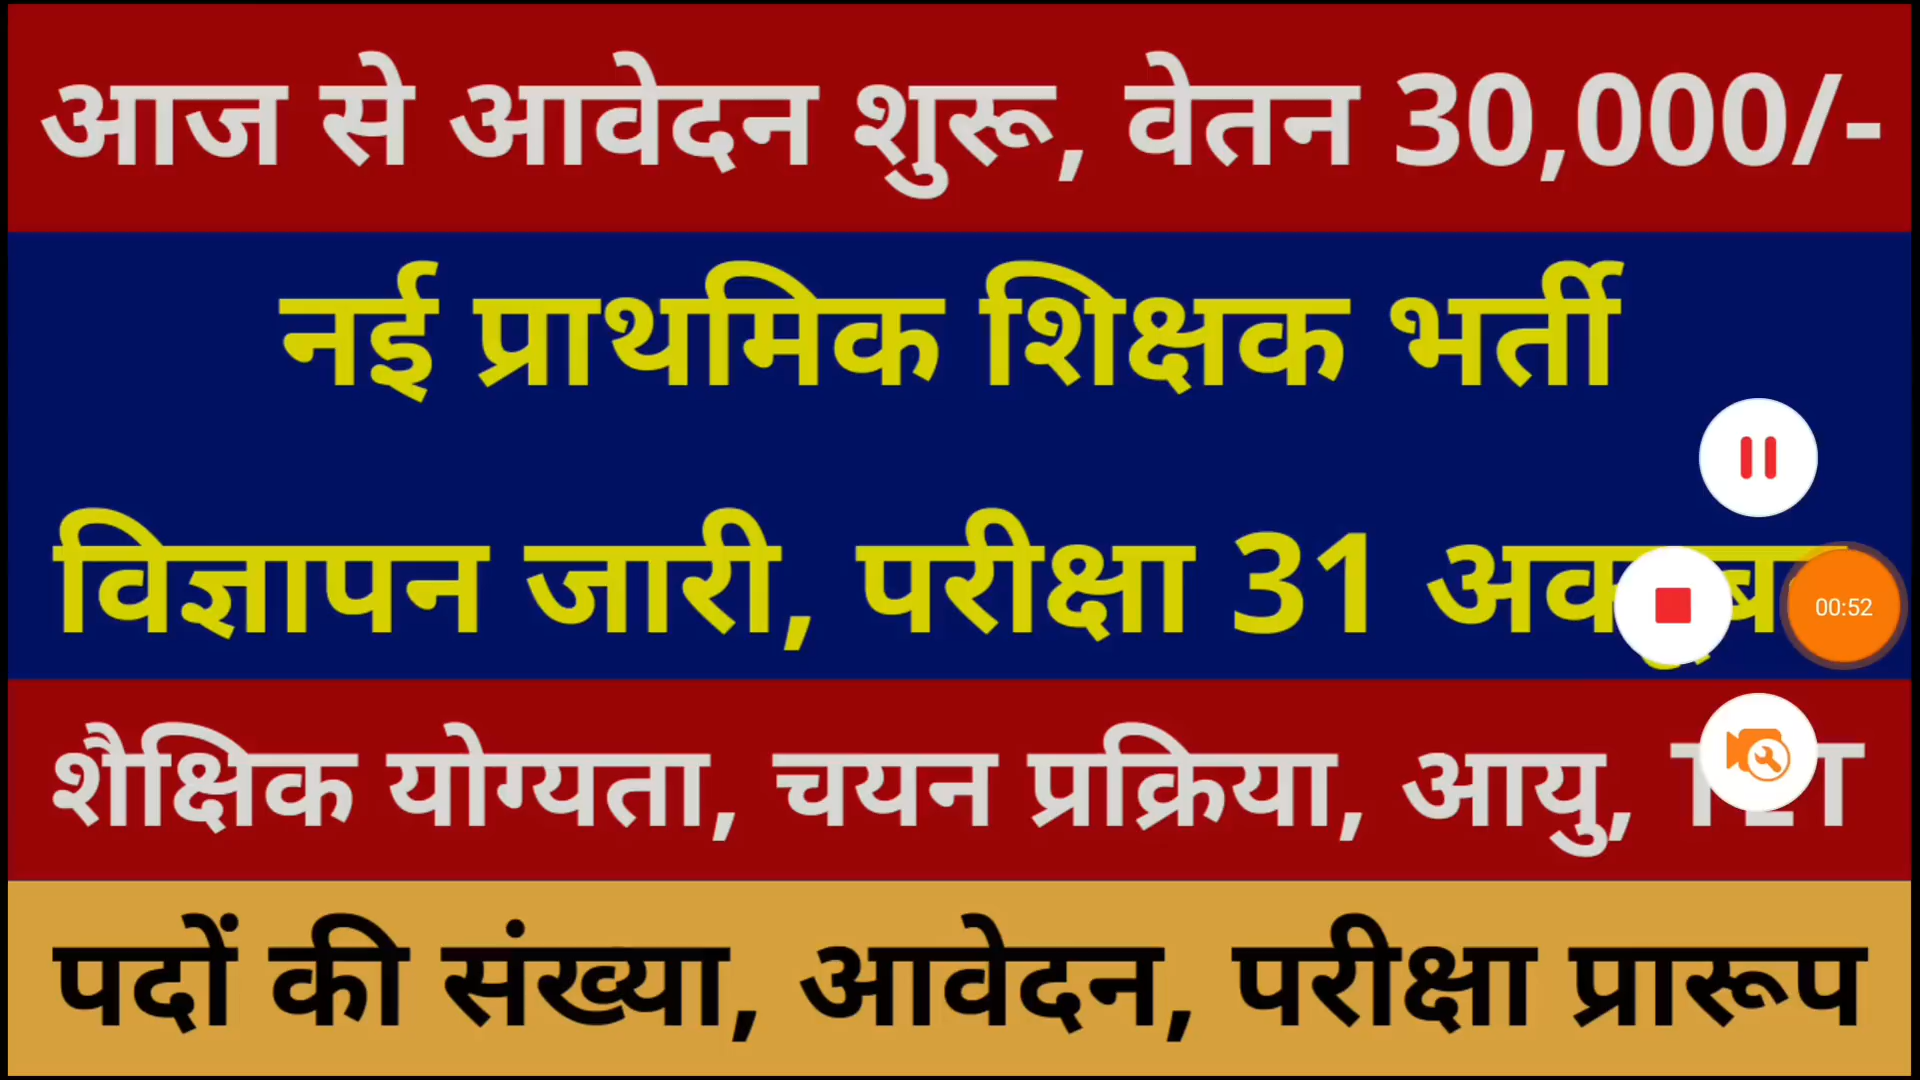 आज से आवेदन शुरू, वेतन 30,000/-
नई प्राथमिक शिक्षक भर्ती
विज्ञापन जारी, परीक्षा 31
00:52
शैक्षिक योग्यता, चयन प्रक्रिया, आयु,
पदों की संख्या, आवेदन, परीक्षा प्रारूप